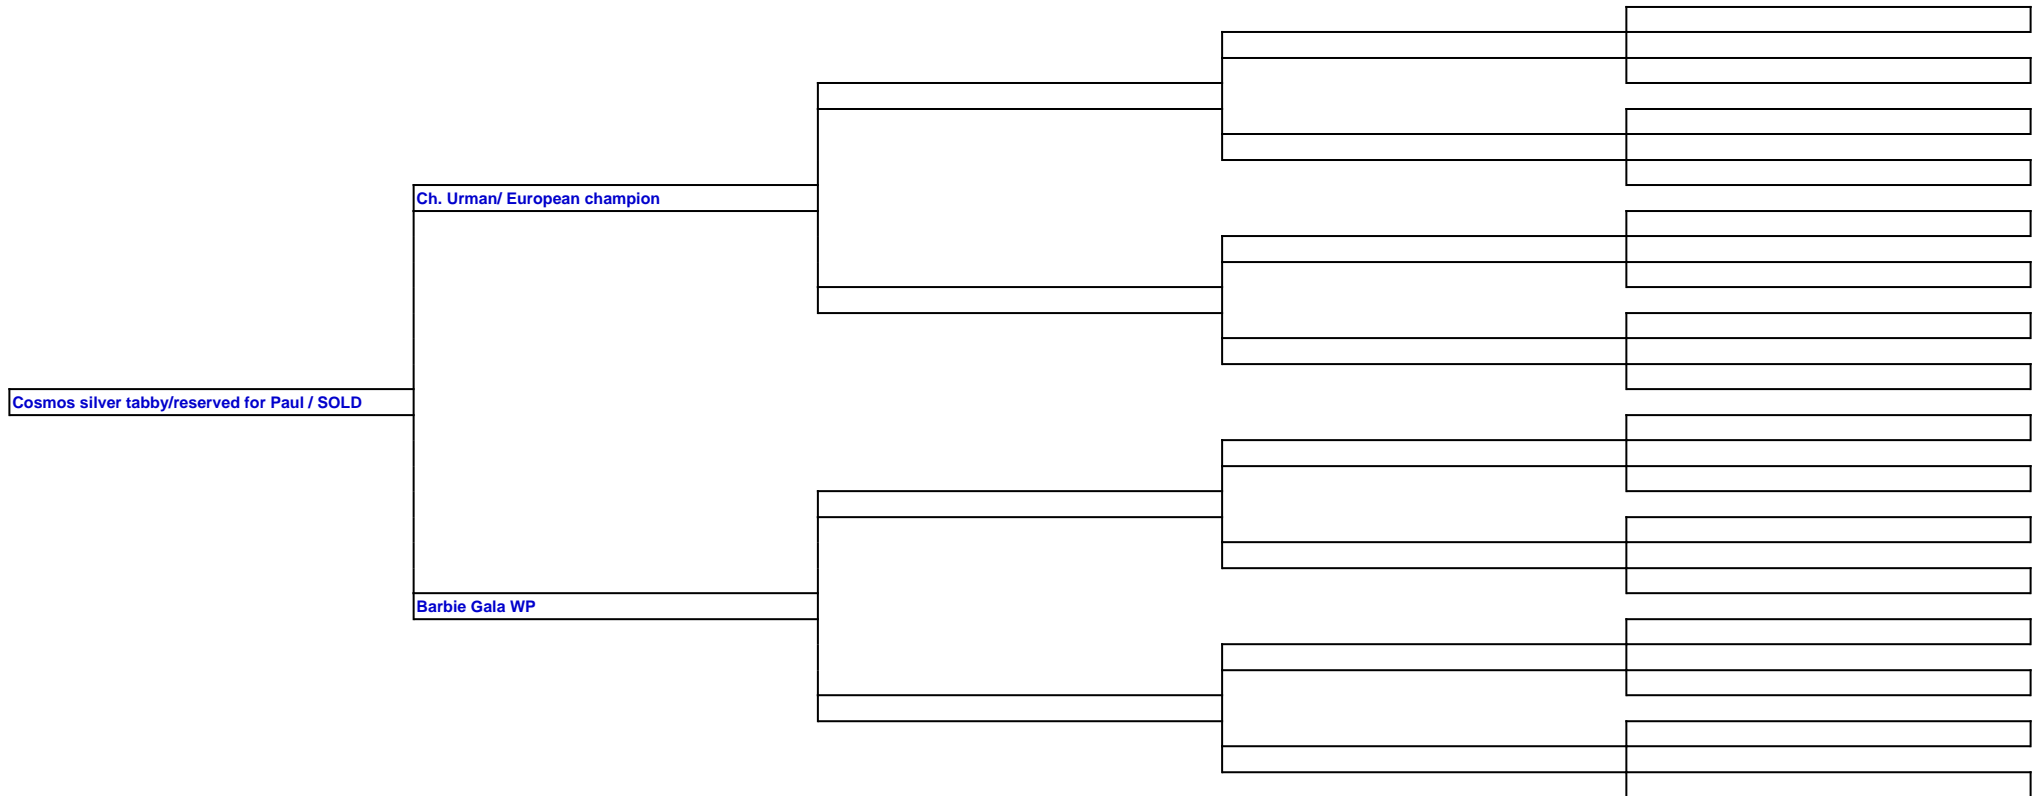 Ch. Urman/ European champion
Cosmos silver tabby/reserved for Paul / SOLD
Barbie Gala WP